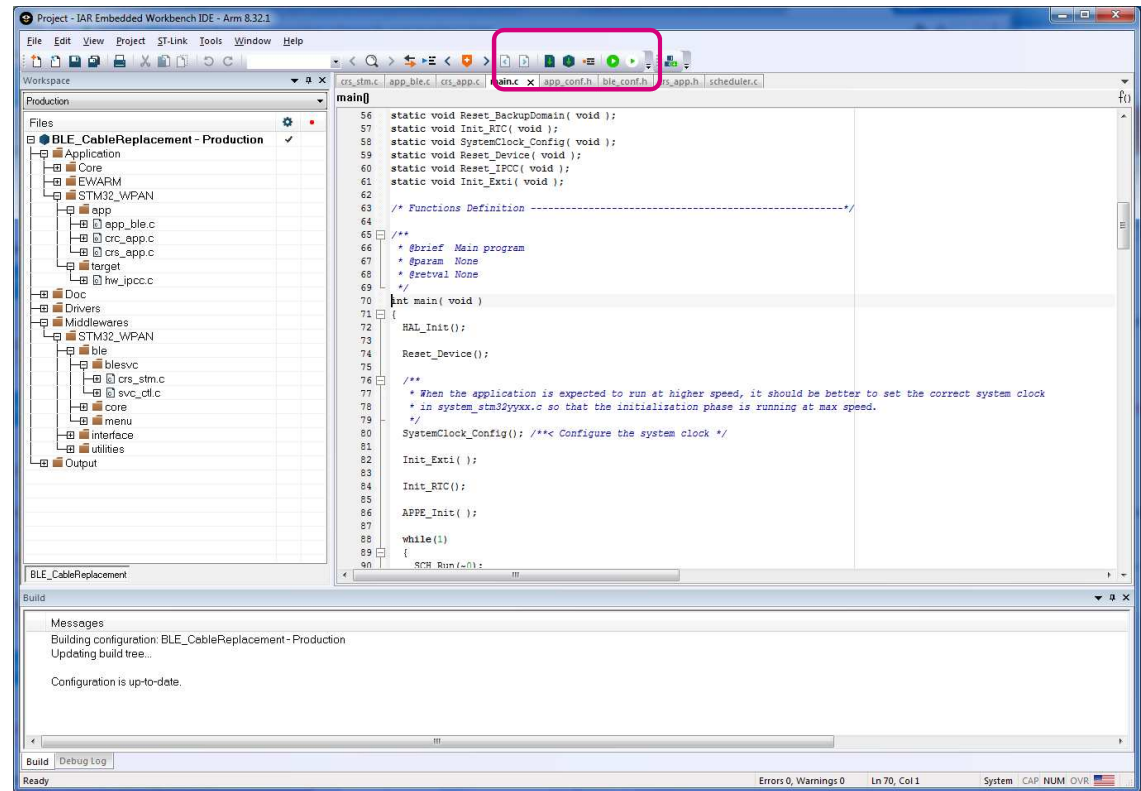 Project - IAR Embedded Workbench IDE - Arm 8.32.1
File Edit View Project ST-Link Tools Window Help
Workspace
Production
Files
BLE_CableReplacement - Production
Application
Core
EWARM
STM32_WPAN
app
app_ble.c
crc_app.c
crs_app.c
target
hw_ipcc.c
Doc
Drivers
Middlewares
STM32_WPAN
ble
blesvc
crs_stm.c
svc_ctl.c
core
menu
interface
utilities
Output
BLE_CableReplacement
crs_stm.c app_ble.c crs_app.c main.c x app_conf.h ble_conf.h crs_app.h scheduler.c
main() f()
56 static void Reset_BackupDomain( void );
57 static void Init_RTC( void );
58 static void SystemClock_Config( void );
59 static void Reset_Device( void );
60 static void Reset_IPCC( void );
61 static void Init_Exti( void );
62
63 /* Functions Definition ------------------------------------------------------*/
64
65 /**
66 * @brief Main program
67 * @param None
68 * @retval None
69 */
70 int main( void )
71 {
72 HAL_Init();
73
74 Reset_Device();
75
76 /**
77 * When the application is expected to run at higher speed, it should be better to set the correct system clock
78 * in system_stm32yyxx.c so that the initialization phase is running at max speed.
79 */
80 SystemClock_Config(); /**< Configure the system clock */
81
82 Init_Exti( );
83
84 Init_RTC();
85
86 APPE_Init( );
87
88 while(1)
89 {
90 SCH_Run(~0);
Build
Messages
Building configuration: BLE_CableReplacement - Production
Updating build tree...
Configuration is up-to-date.
Build Debug Log
Ready Errors 0, Warnings 0 Ln 70, Col 1 System CAP NUM OVR